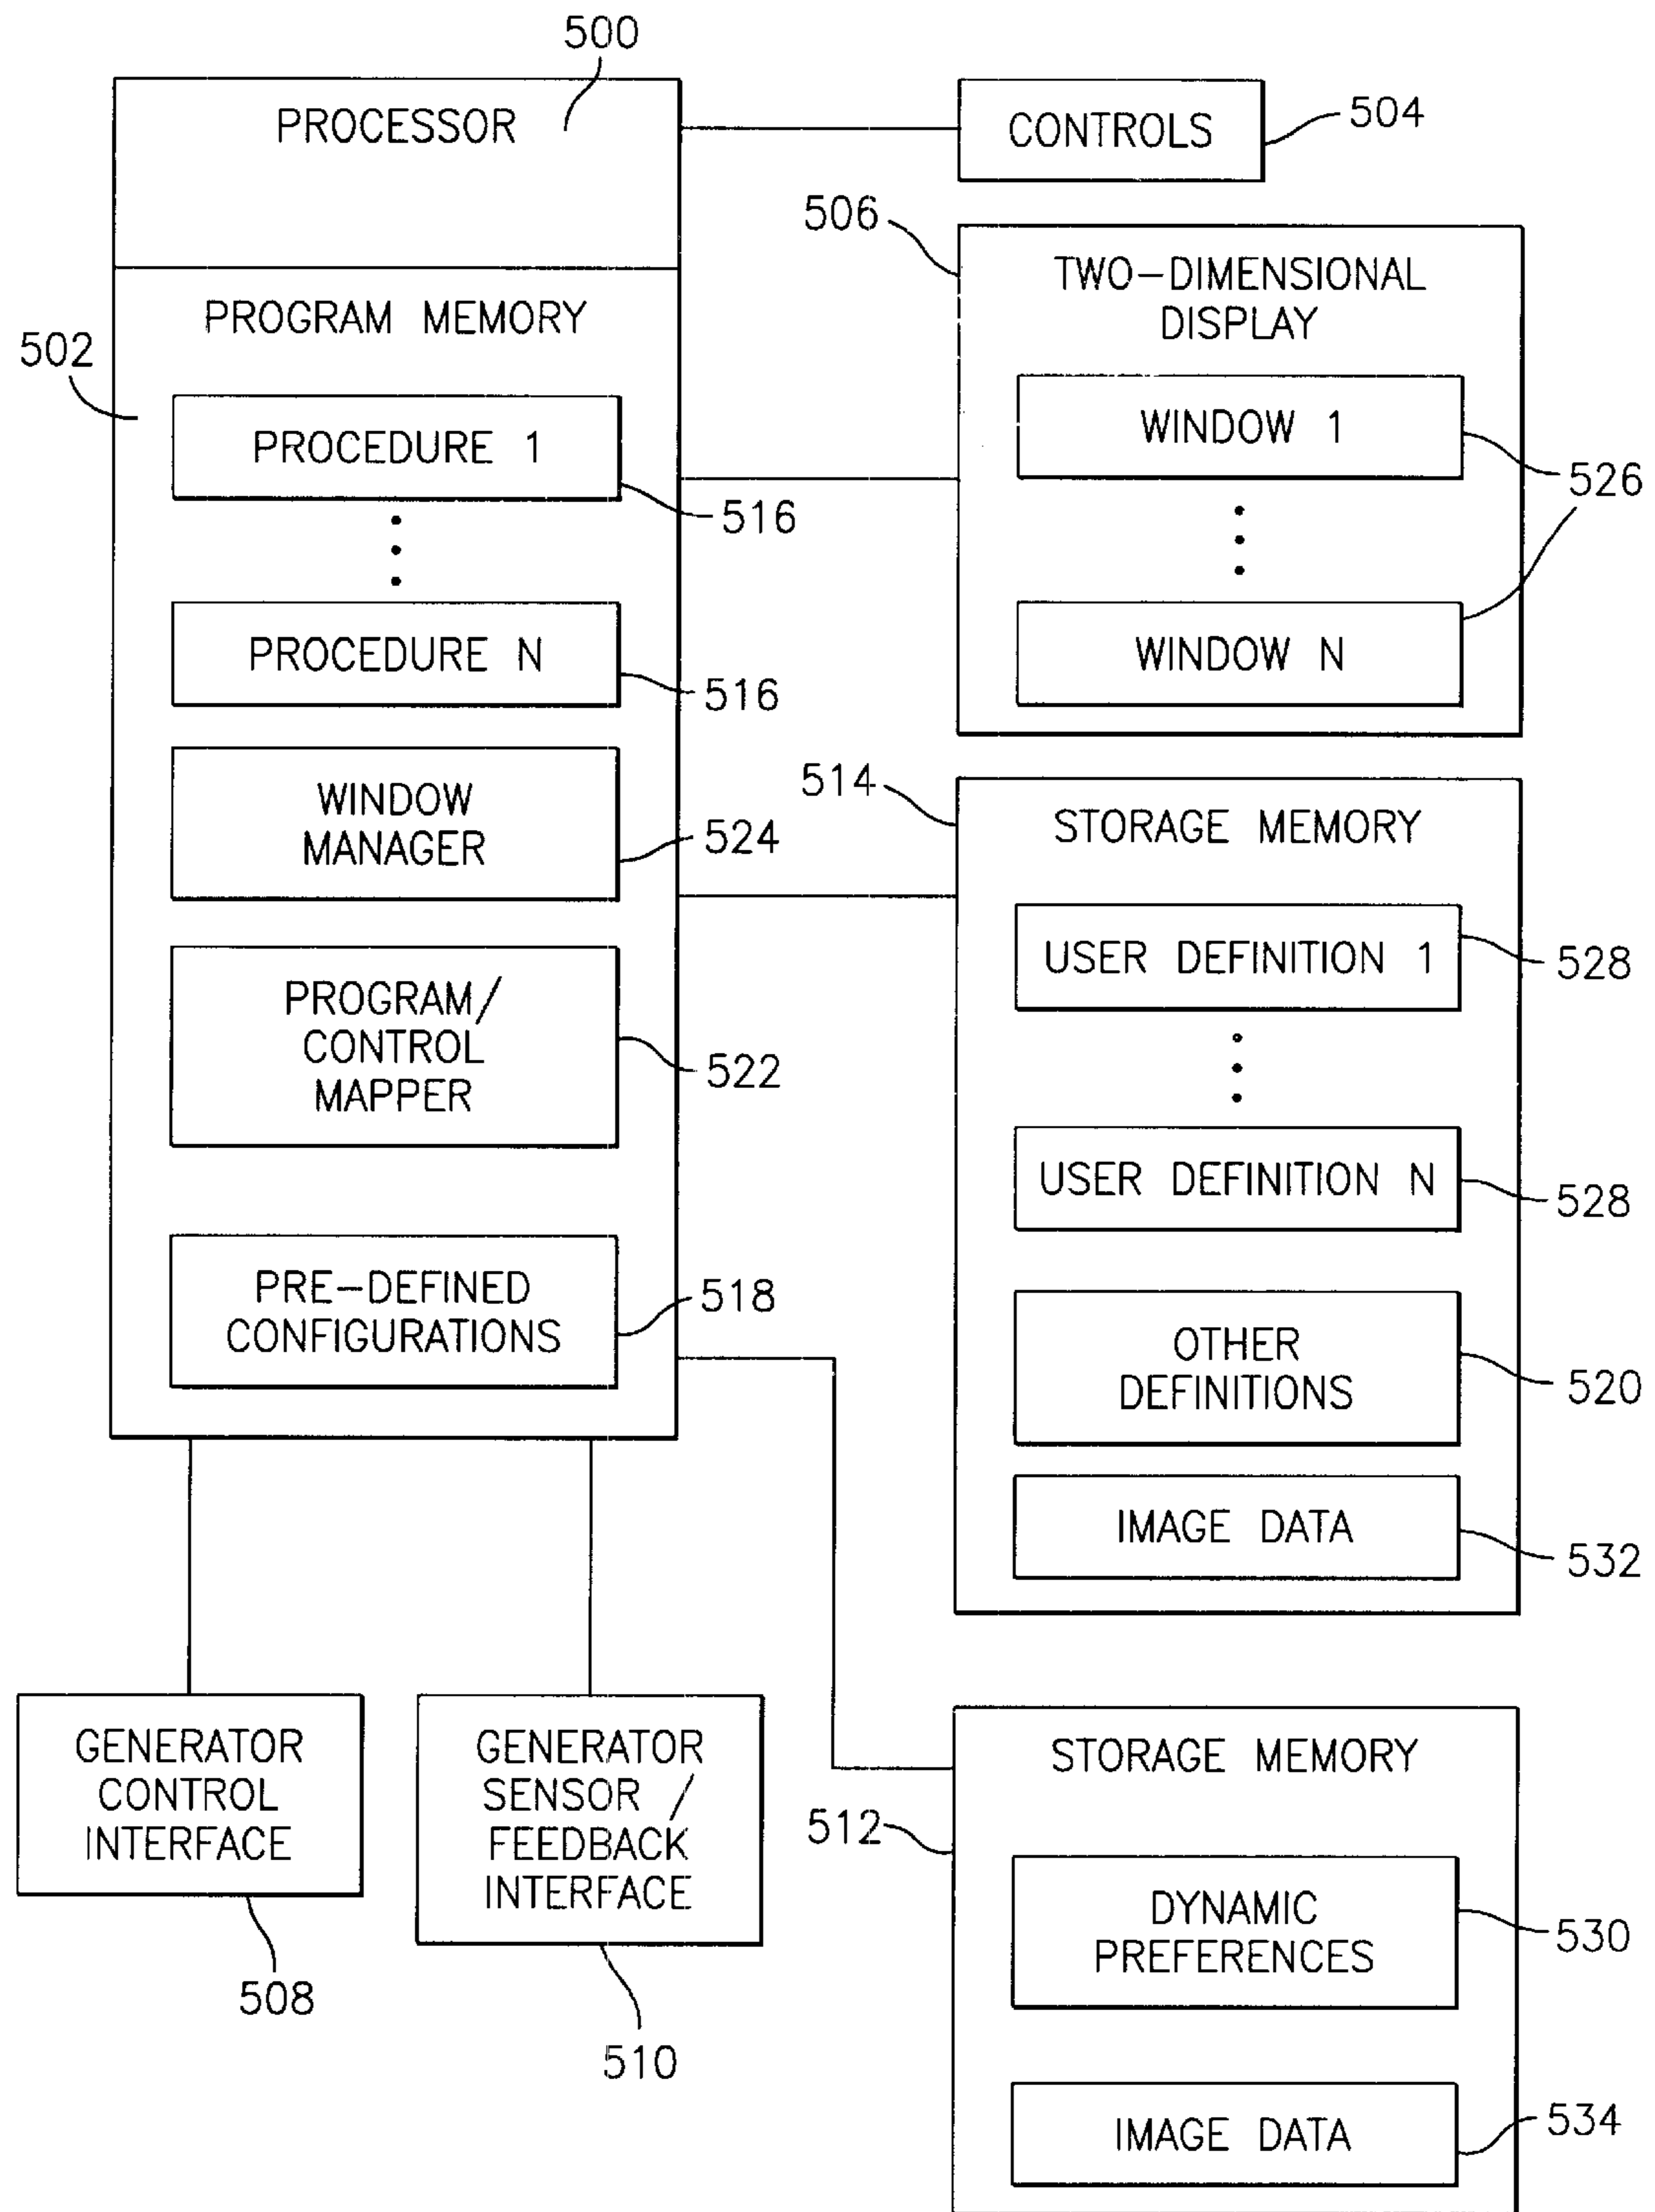 500
PROCESSOR
CONTROLS
504
506
TWO-DIMENSIONAL
DISPLAY
PROGRAM MEMORY
502
WINDOW 1
PROCEDURE 1
526
516
PROCEDURE N
WINDOW N
516
WINDOW
MANAGER
524
514
STORAGE MEMORY
USER DEFINITION 1
528
PROGRAM/
CONTROL
MAPPER
522
USER DEFINITION N
528
PRE-DEFINED
CONFIGURATIONS
518
OTHER
DEFINITIONS
520
IMAGE DATA
532
GENERATOR
CONTROL
INTERFACE
508
GENERATOR
SENSOR /
FEEDBACK
INTERFACE
510
STORAGE MEMORY
512
DYNAMIC
PREFERENCES
530
IMAGE DATA
534